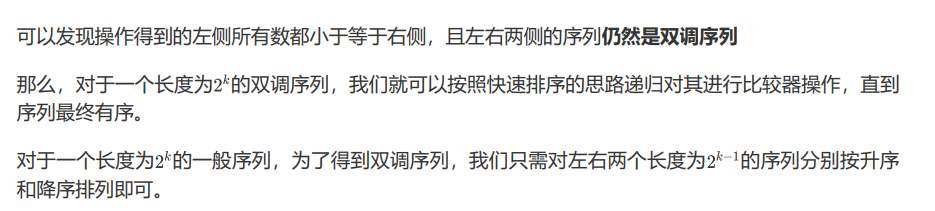 可以发现操作得到的左侧所有数都小于等于右侧，且左右两侧的序列仍然是双调序列
那么，对于一个长度为2^k的双调序列，我们就可以按照快速排序的思路递归对其进行比较器操作，直到
序列最终有序。
对于一个长度为2^k的一般序列，为了得到双调序列，我们只需对左右两个长度为2^{k-1}的序列分别按升序
和降序排列即可。